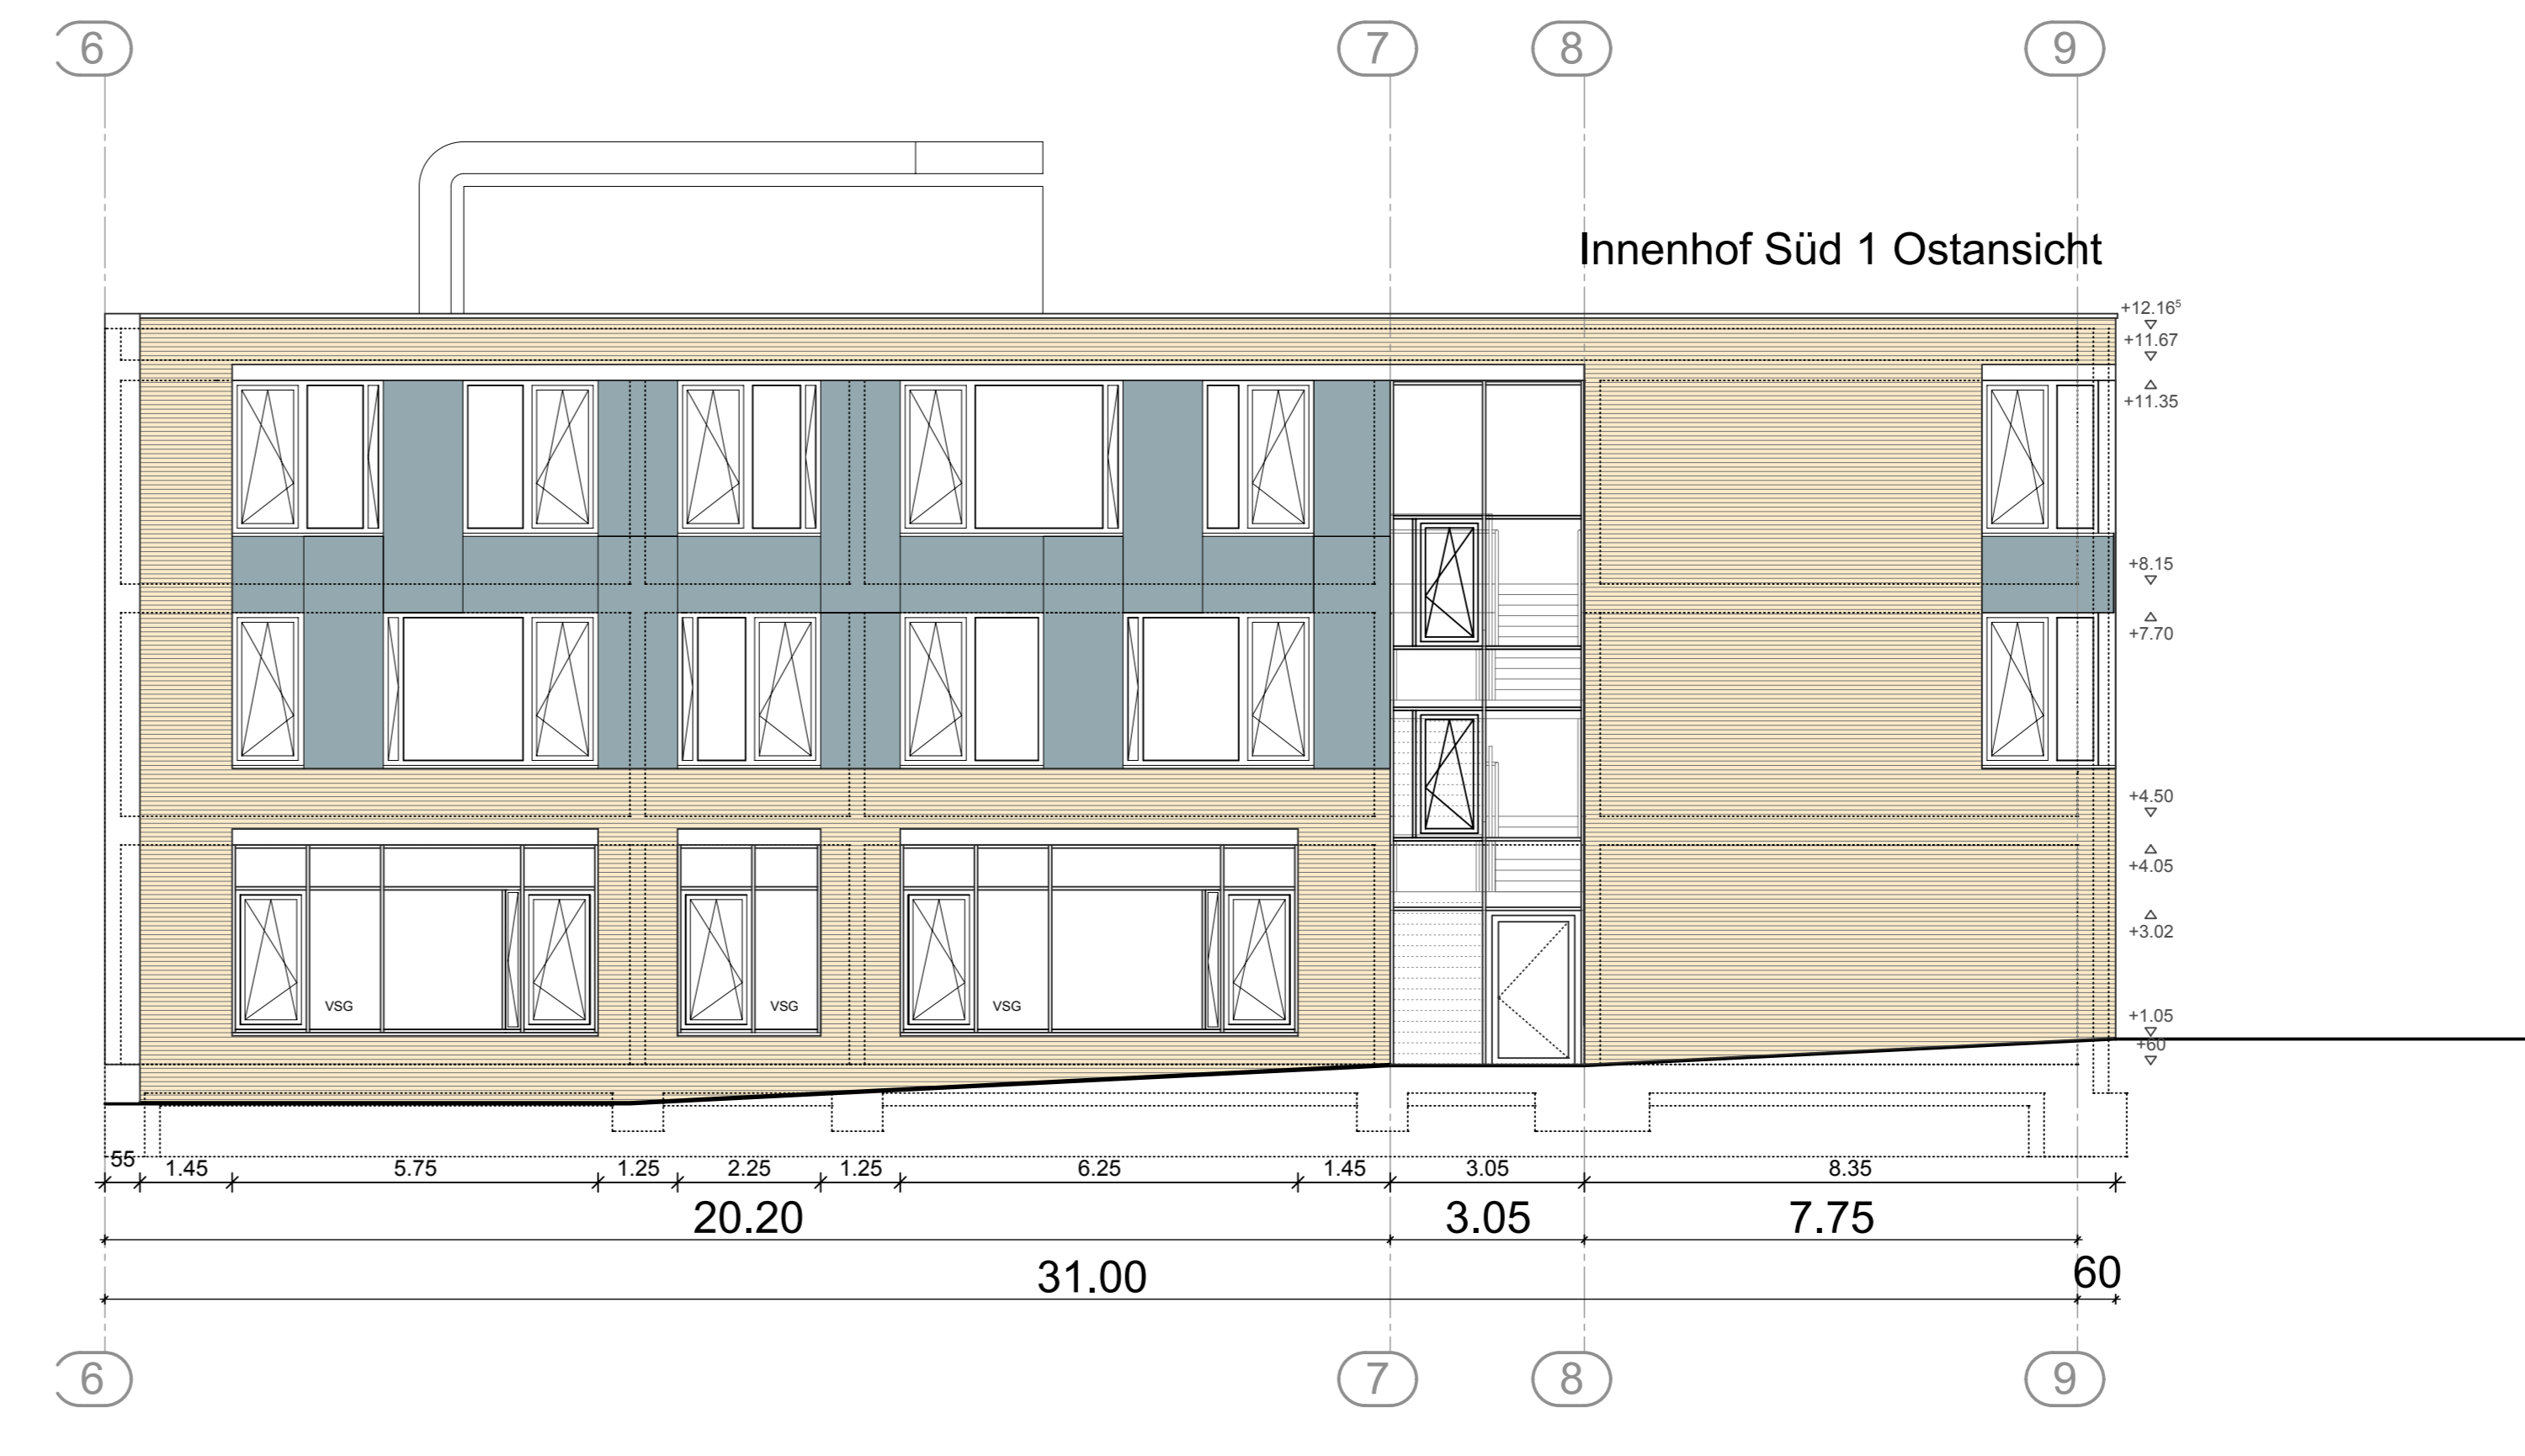 6 7 8 9
Innenhof Süd 1 Ostansicht
+12.16⁵
+11.67
+11.35
+8.15
+7.70
+4.50
+4.05
+3.02
+1.05
+60
VSG VSG VSG
55 1.45 5.75 1.25 2.25 1.25 6.25 1.45 3.05 8.35
20.20 3.05 7.75
31.00 60
6 7 8 9